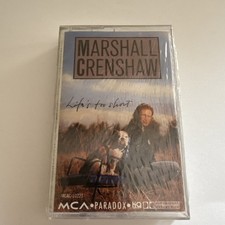 MARSHALL
CRENSHAW
Life's too short
MCA PARADOX